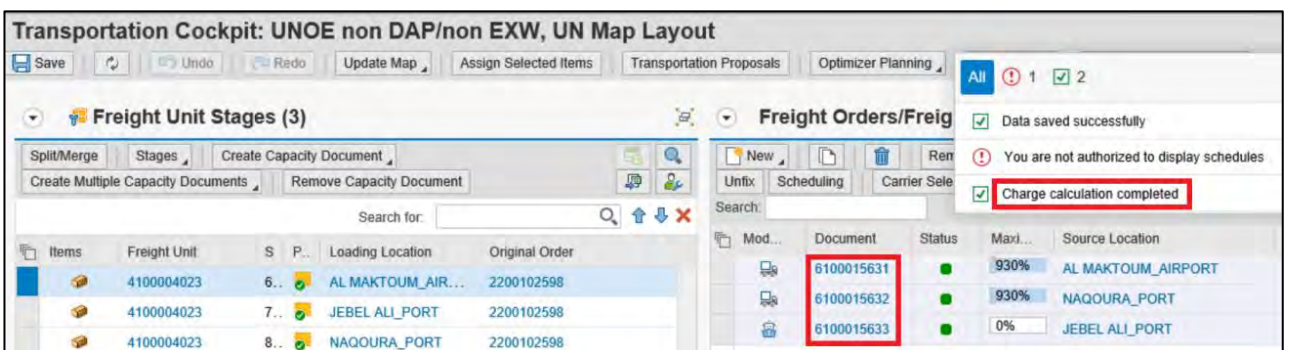 Transportation Cockpit: UNOE non DAP/non EXW, UN Map Layout
Save Undo Redo Update Map Assign Selected Items Transportation Proposals Optimizer Planning
All 1 2
Data saved successfully
You are not authorized to display schedules
Charge calculation completed
Freight Unit Stages (3)
Split/Merge Stages Create Capacity Document
Create Multiple Capacity Documents Remove Capacity Document
Search for:
Items Freight Unit S P... Loading Location Original Order
4100004023 6.. AL MAKTOUM_AIR... 2200102598
4100004023 7.. JEBEL ALI_PORT 2200102598
4100004023 8.. NAQOURA_PORT 2200102598
Freight Orders/Freig
New Rem
Unfix Scheduling Carrier Sele
Search:
Mod... Document Status Maxi... Source Location
6100015631 930% AL MAKTOUM_AIRPORT
6100015632 930% NAQOURA_PORT
6100015633 0% JEBEL ALI_PORT